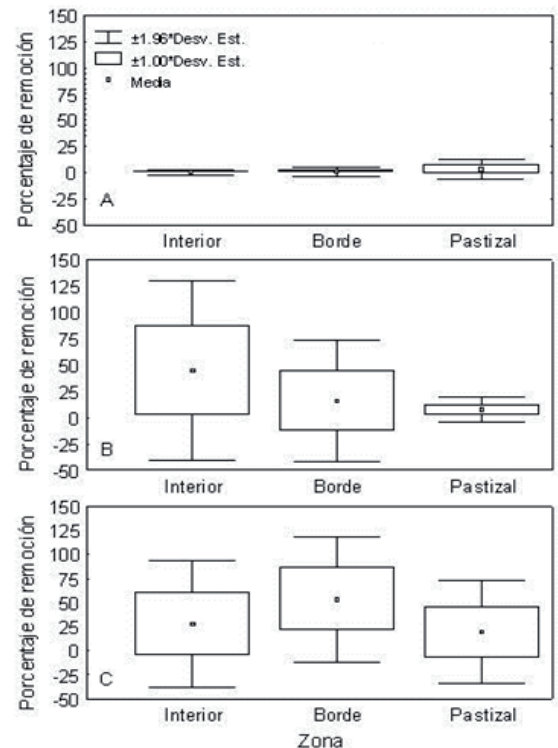 150
125
100
75
50
25
0
-25
-50
Porcentaje de remoción
±1.96*Desv. Est.
±1.00*Desv. Est.
Media
A
Interior Borde Pastizal
150
125
100
75
50
25
0
-25
-50
Porcentaje de remoción
B
Interior Borde Pastizal
150
125
100
75
50
25
0
-25
-50
Porcentaje de remoción
C
Interior Borde Pastizal
Zona